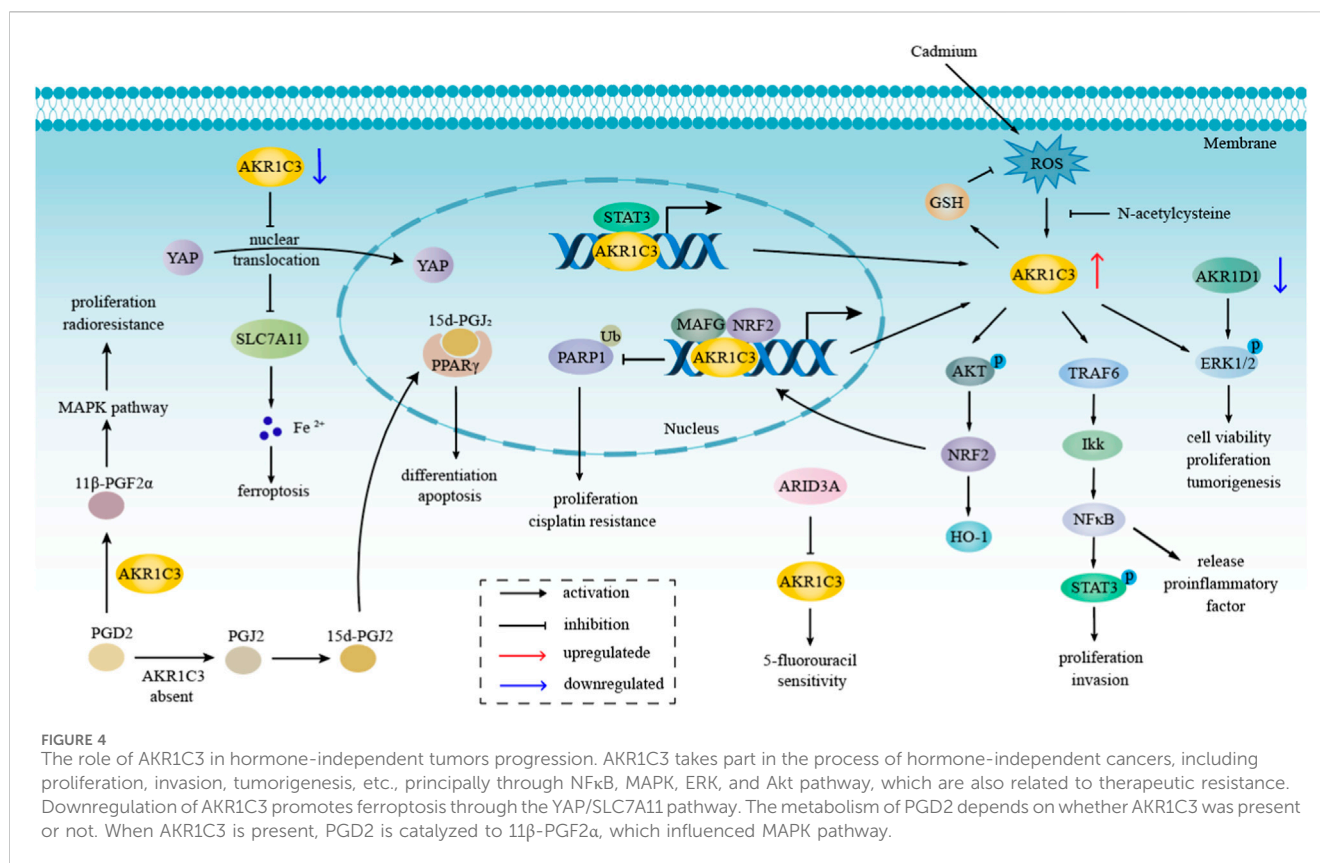 Cadmium
Membrane
AKR1C3
ROS
GSH
N-acetylcysteine
STAT3
AKR1C3
YAP
nuclear
translocation
YAP
AKR1C3
AKR1D1
proliferation
radioresistance
SLC7A11
15d-PGJ₂
PPARγ
Ub
PARP1
MAFG
NRF2
AKR1C3
AKT
P
TRAF6
ERK1/2
P
MAPK pathway
Fe ²⁺
Nucleus
NRF2
Ikk
cell viability
proliferation
tumorigenesis
11β-PGF2α
ferroptosis
differentiation
apoptosis
proliferation
cisplatin resistance
ARID3A
HO-1
NFκB
AKR1C3
AKR1C3
STAT3
P
release
proinflammatory
factor
PGD2
PGJ2
15d-PGJ2
AKR1C3
absent
activation
inhibition
upregulatede
downregulated
5-fluorouracil
sensitivity
proliferation
invasion
FIGURE 4
The role of AKR1C3 in hormone-independent tumors progression. AKR1C3 takes part in the process of hormone-independent cancers, including
proliferation, invasion, tumorigenesis, etc., principally through NFκB, MAPK, ERK, and Akt pathway, which are also related to therapeutic resistance.
Downregulation of AKR1C3 promotes ferroptosis through the YAP/SLC7A11 pathway. The metabolism of PGD2 depends on whether AKR1C3 was present
or not. When AKR1C3 is present, PGD2 is catalyzed to 11β-PGF2α, which influenced MAPK pathway.